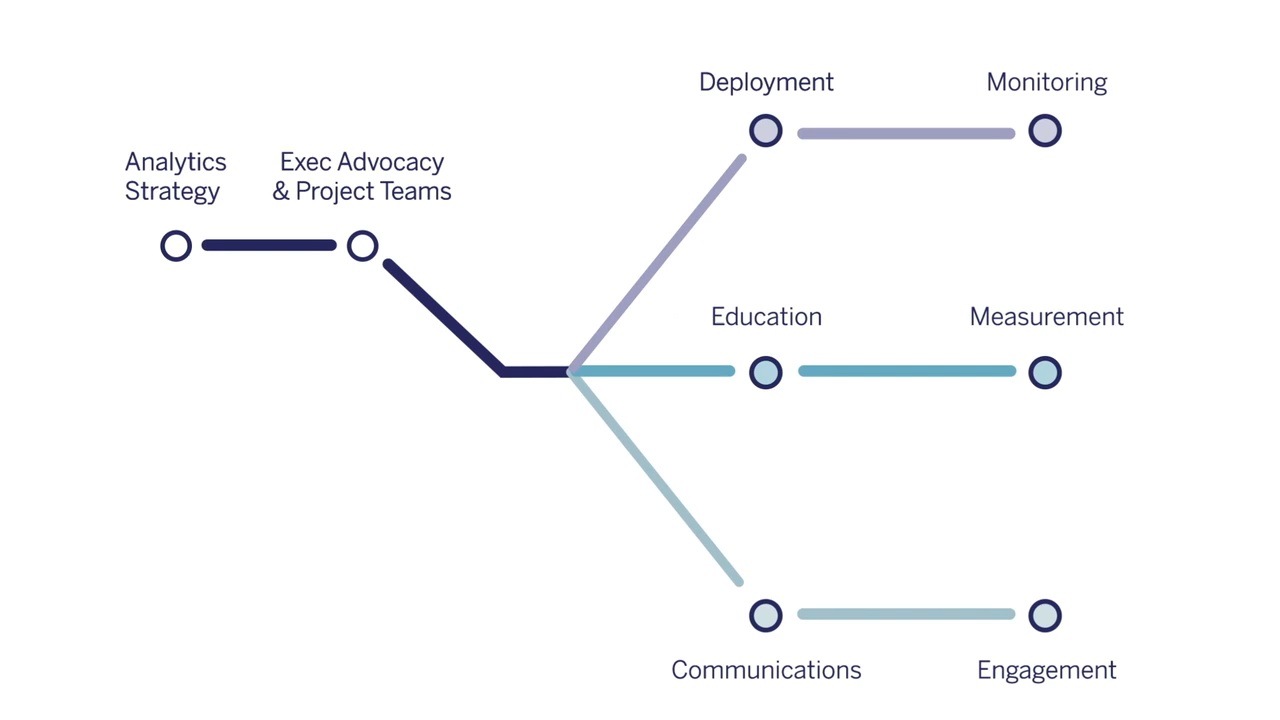 Analytics
Strategy
Exec Advocacy
& Project Teams
Deployment
Monitoring
Education
Measurement
Communications
Engagement